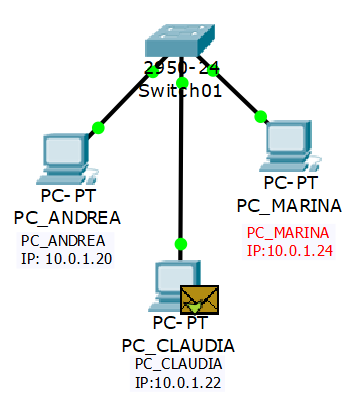 2950-24
Switch01
PC-PT
PC_ANDREA
PC_ANDREA
IP: 10.0.1.20
PC-PT
PC_MARINA
PC_MARINA
IP:10.0.1.24
PC-PT
PC_CLAUDIA
PC_CLAUDIA
IP:10.0.1.22